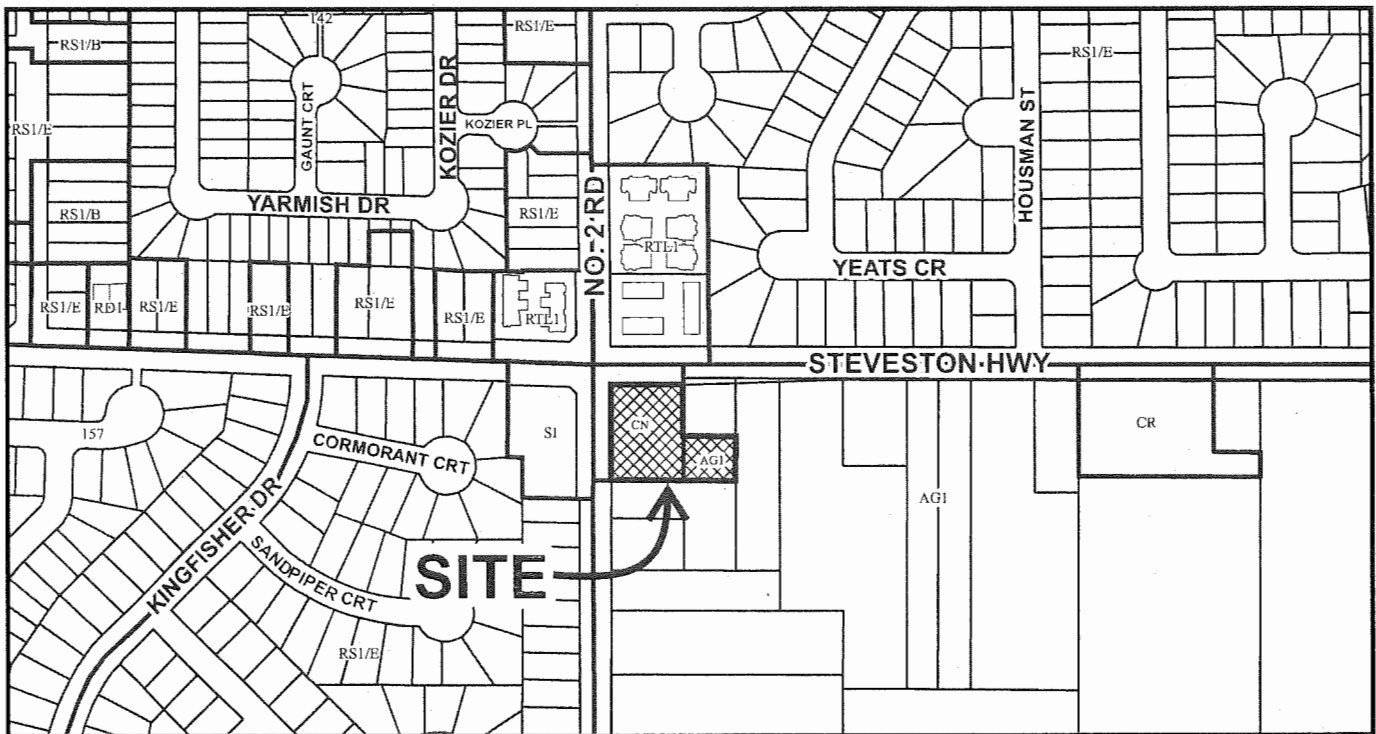 142
RS1/B
RS1/E
RS1/E
RS1/E
GAUNT CRT
KOZIER DR
KOZIER PL
HOUSMAN ST
RS1/B
YARMISH DR
RS1/E
NO. 2 RD
RTL1
YEATS CR
RS1/E
RD1
RS1/E
RS1/E
RS1/E
RS1/E
RTL1
STEVESTON HWY
157
CORMORANT CRT
SI
CN
AG1
CR
AG1
KINGFISHER DR
SANDPIPER CRT
SITE
RS1/E